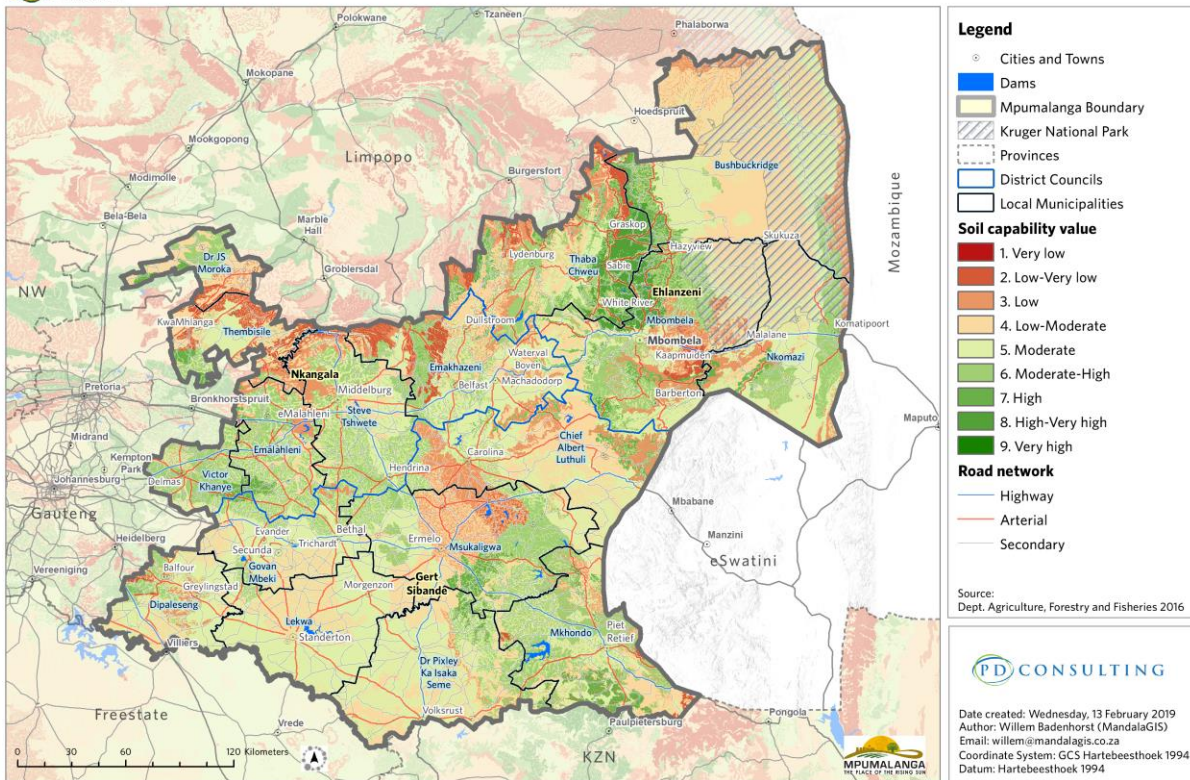 Polokwane
Tzaneen
Phalaborwa
Mokopane
Hoedspruit
Mookgopong
Limpopo
Bushbuckridge
Modimolle
Burgersfort
Bela-Bela
Marble
Hall
Graskop
Mozambique
Skukuza
Hazyview
Dr JS
Moroka
Groblersdal
Lydenburg
Thaba
Chweu
Sabie
Ehlanzeni
NW
White River
KwaMhlanga
Thembisile
Dullstroom
Mbombela
Mbombela
Komatipoort
Malalane
Kaapmuiden
Nkomazi
Waterval
Boven
Nkangala
Emakhazeni
Machadodorp
Belfast
Middelburg
Pretoria
Bronkhorstspruit
eMalahleni
Steve
Tshwete
Barberton
Maputo
Midrand
Emalahleni
Chief
Albert
Luthuli
Kempton
Park
Carolina
Hendrina
Victor
Khanye
Delmas
Johannesburg
Mbabane
Gauteng
Evander
Bethal
Manzini
Heidelberg
Trichardt
Ermelo
Msukaligwa
Secunda
eSwatini
Vereeniging
Balfour
Govan
Mbeki
Greylingstad
Morgenzon
Gert
Sibande
Dipaleseng
Lekwa
Standerton
Piet
Retief
Mkhondo
Villiers
Dr Pixley
Ka Isaka
Seme
Volksrust
Freestate
Vrede
Paulpietersburg
Pongola
KZN
0 30 60 120 Kilometers
MPUMALANGA
THE PLACE OF THE RISING SUN
Legend
Cities and Towns
Dams
Mpumalanga Boundary
Kruger National Park
Provinces
District Councils
Local Municipalities
Soil capability value
1. Very low
2. Low-Very low
3. Low
4. Low-Moderate
5. Moderate
6. Moderate-High
7. High
8. High-Very high
9. Very high
Road network
Highway
Arterial
Secondary
Source:
Dept. Agriculture, Forestry and Fisheries 2016
PD CONSULTING
Date created: Wednesday, 13 February 2019
Author: Willem Badenhorst (MandalaGIS)
Email: willem@mandalagis.co.za
Coordinate System: GCS Hartebeesthoek 1994
Datum: Hartebeesthoek 1994